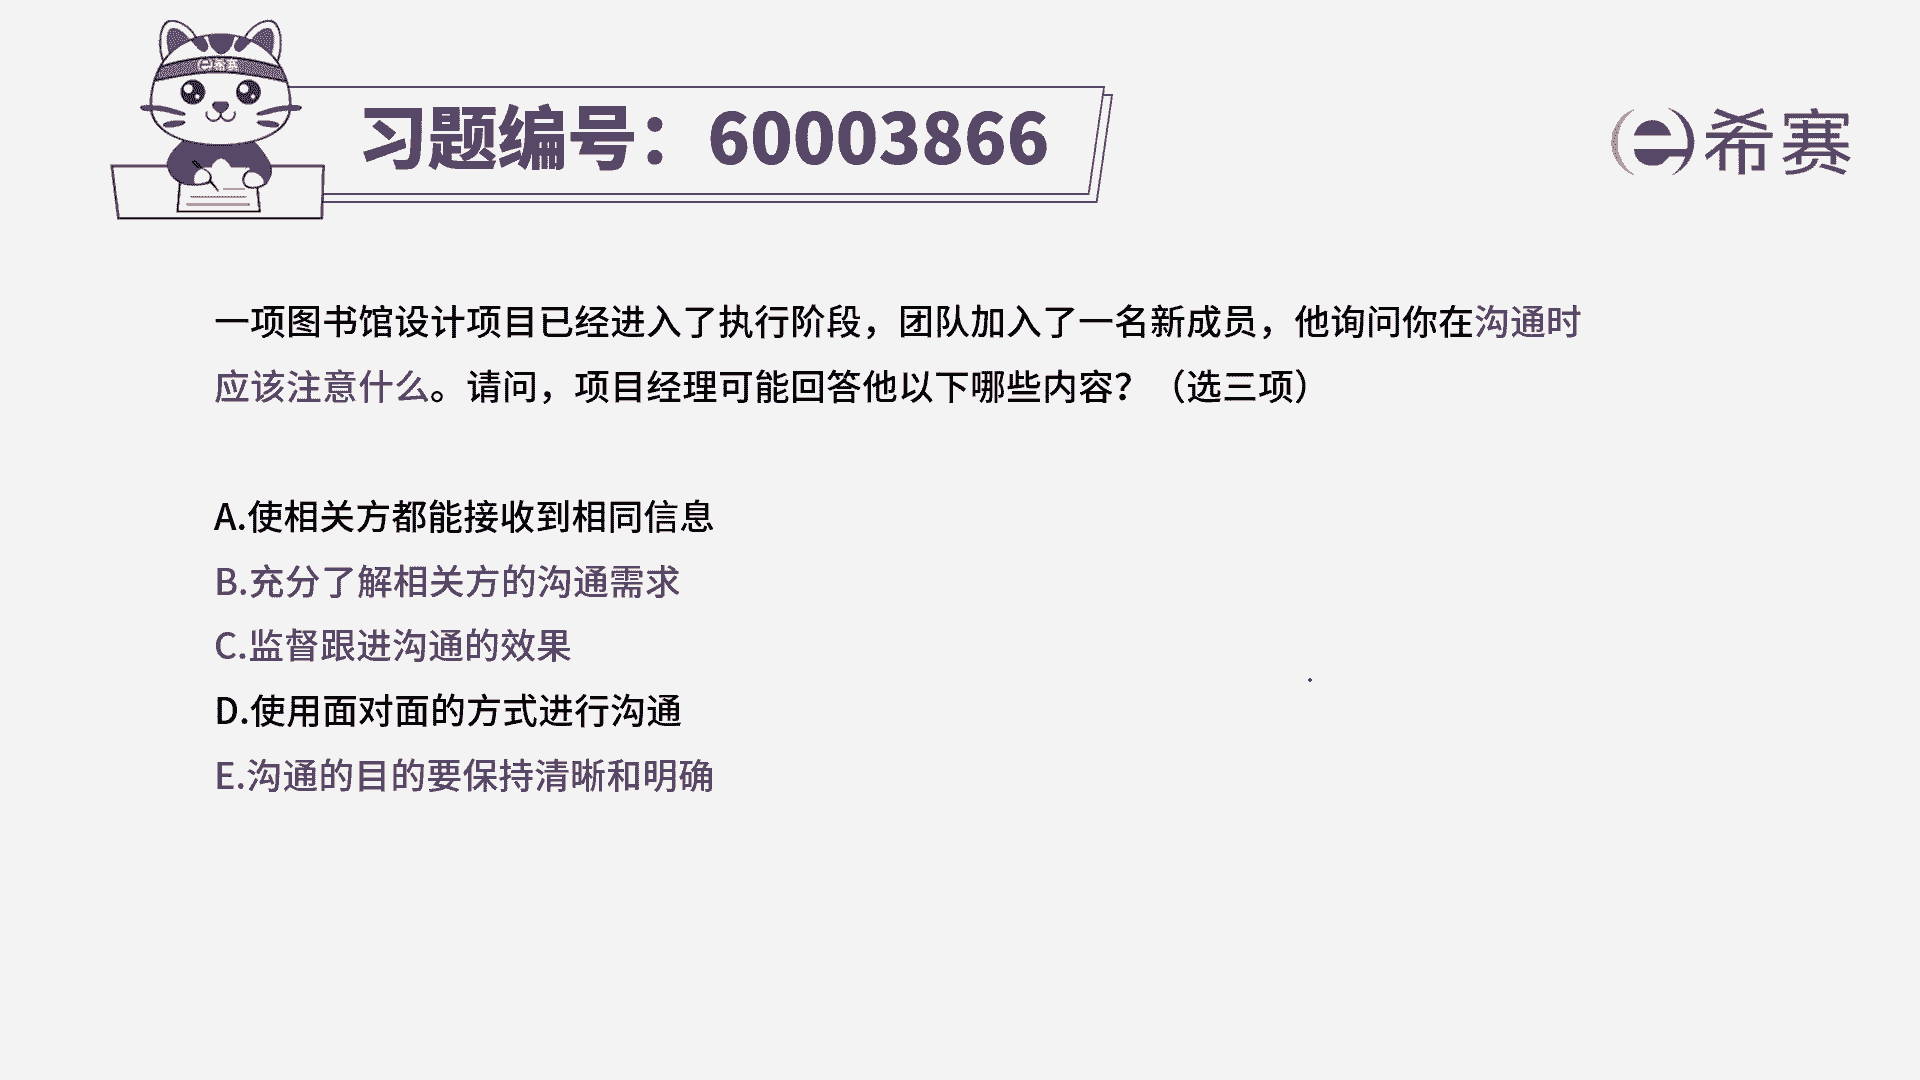 e希赛
习题编号：60003866
e希赛
一项图书馆设计项目已经进入了执行阶段，团队加入了一名新成员，他询问你在沟通时
应该注意什么。请问，项目经理可能回答他以下哪些内容？（选三项）
A.使相关方都能接收到相同信息
B.充分了解相关方的沟通需求
C.监督跟进沟通的效果
D.使用面对面的方式进行沟通
E.沟通的目的要保持清晰和明确